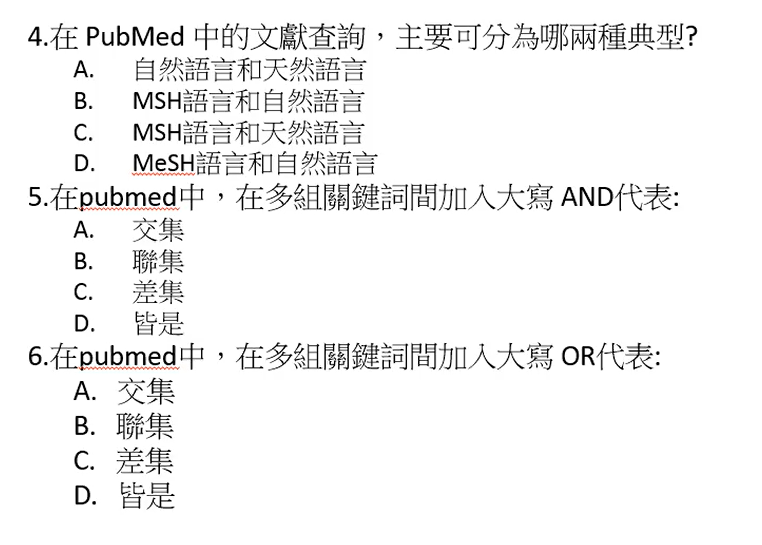 4.在 PubMed 中的文獻查詢，主要可分為哪兩種典型?
A. 自然語言和天然語言
B. MSH語言和自然語言
C. MSH語言和天然語言
D. MeSH語言和自然語言
5.在pubmed中，在多組關鍵詞間加入大寫 AND代表:
A. 交集
B. 聯集
C. 差集
D. 皆是
6.在pubmed中，在多組關鍵詞間加入大寫 OR代表:
A. 交集
B. 聯集
C. 差集
D. 皆是